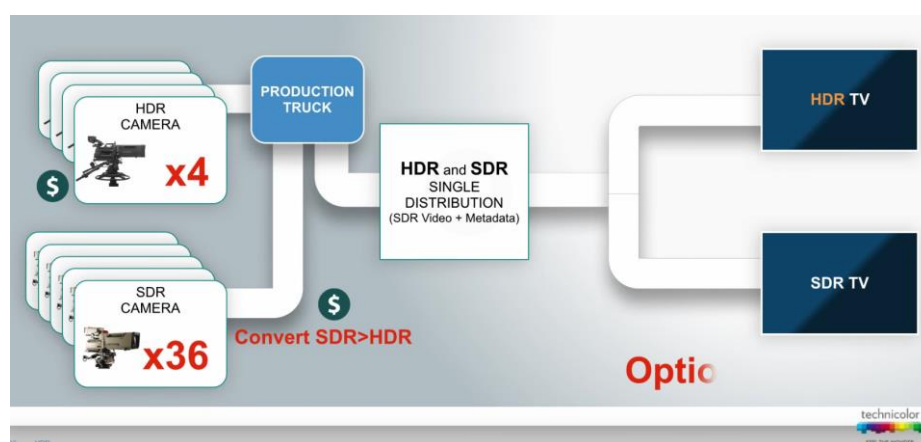 HDR
CAMERA
x4
$
PRODUCTION
TRUCK
HDR and SDR
SINGLE
DISTRIBUTION
(SDR Video + Metadata)
HDR TV
SDR
CAMERA
x36
$
Convert SDR>HDR
SDR TV
Optio
technicolor